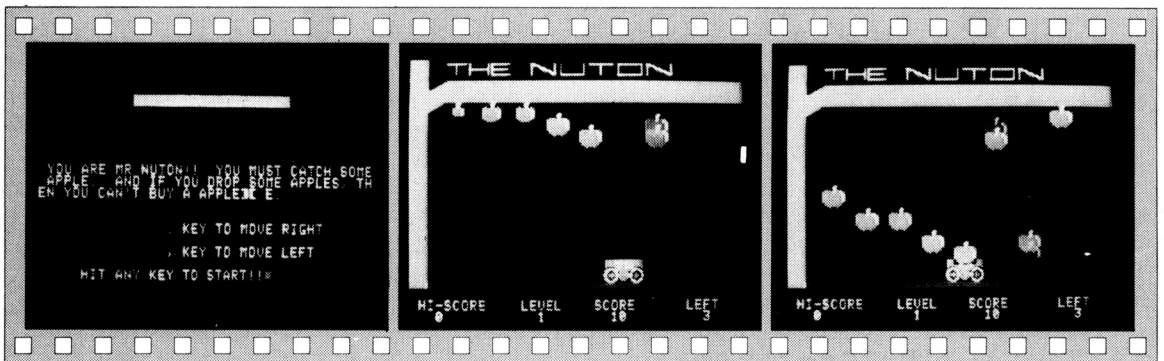 YOU ARE MR NUTON!! YOU MUST CATCH SOME
APPLE. AND IF YOU DROP SOME APPLES, TH
EN YOU CAN'T BUY A
. KEY TO MOVE RIGHT
, KEY TO MOVE LEFT
HIT ANY KEY TO START!!
THE NUTON
HI-SCORE LEVEL SCORE LEFT
0 1 10 3
THE NUTON
HI-SCORE LEVEL SCORE LEFT
0 1 10 3